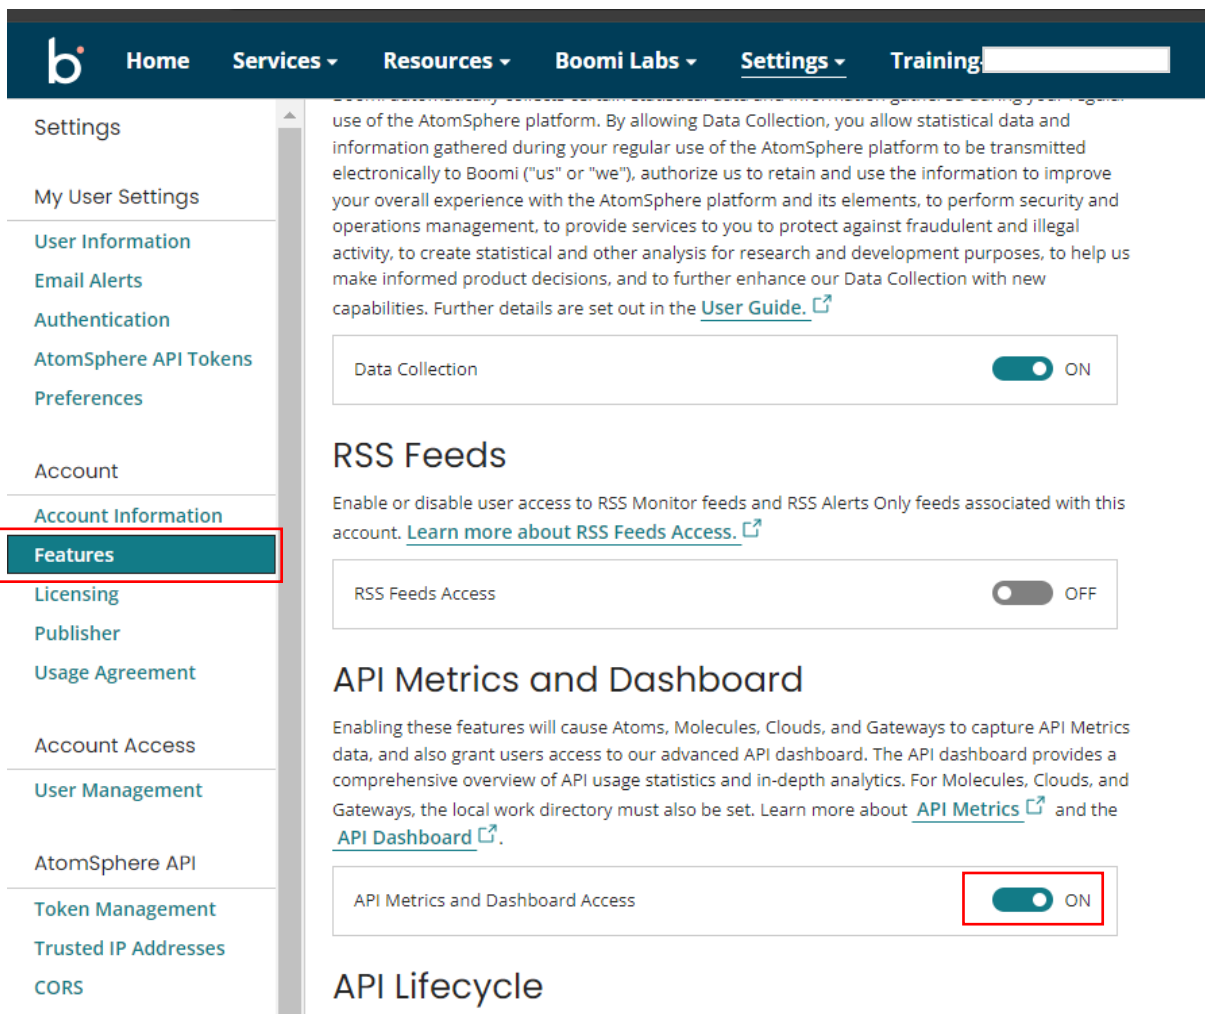 b
Home
Services
Resources
Boomi Labs
Settings
Training-
Settings
My User Settings
User Information
Email Alerts
Authentication
AtomSphere API Tokens
Preferences
Account
Account Information
Features
Licensing
Publisher
Usage Agreement
Account Access
User Management
AtomSphere API
Token Management
Trusted IP Addresses
CORS
Boomi automatically collects certain statistical data and information gathered during your regular
use of the AtomSphere platform. By allowing Data Collection, you allow statistical data and
information gathered during your regular use of the AtomSphere platform to be transmitted
electronically to Boomi ("us" or "we"), authorize us to retain and use the information to improve
your overall experience with the AtomSphere platform and its elements, to perform security and
operations management, to provide services to you to protect against fraudulent and illegal
activity, to create statistical and other analysis for research and development purposes, to help us
make informed product decisions, and to further enhance our Data Collection with new
capabilities. Further details are set out in the User Guide.
Data Collection
ON
RSS Feeds
Enable or disable user access to RSS Monitor feeds and RSS Alerts Only feeds associated with this
account. Learn more about RSS Feeds Access.
RSS Feeds Access
OFF
API Metrics and Dashboard
Enabling these features will cause Atoms, Molecules, Clouds, and Gateways to capture API Metrics
data, and also grant users access to our advanced API dashboard. The API dashboard provides a
comprehensive overview of API usage statistics and in-depth analytics. For Molecules, Clouds, and
Gateways, the local work directory must also be set. Learn more about API Metrics and the
API Dashboard .
API Metrics and Dashboard Access
ON
API Lifecycle